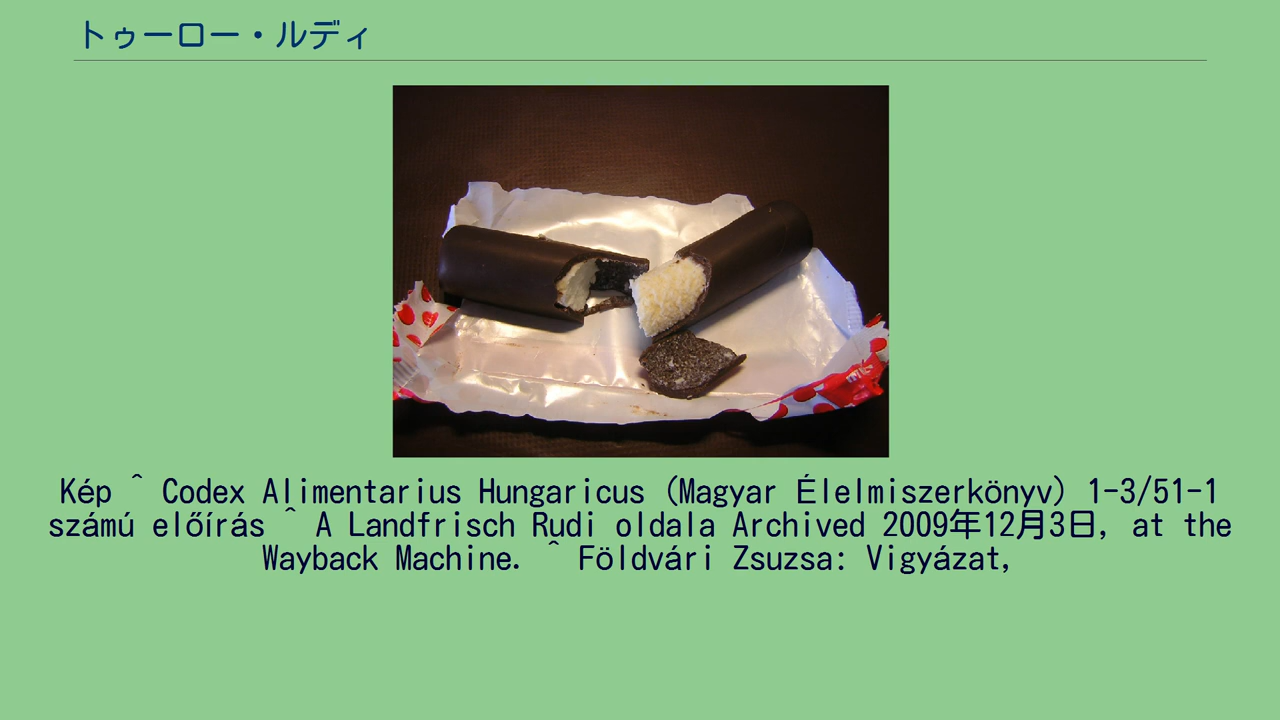 トゥーロー・ルディ
Kép ^ Codex Alimentarius Hungaricus (Magyar Élelmiszerkönyv) 1-3/51-1
számú előírás ^ A Landfrisch Rudi oldala Archived 2009年12月3日, at the
Wayback Machine. ^ Földvári Zsuzsa: Vigyázat,